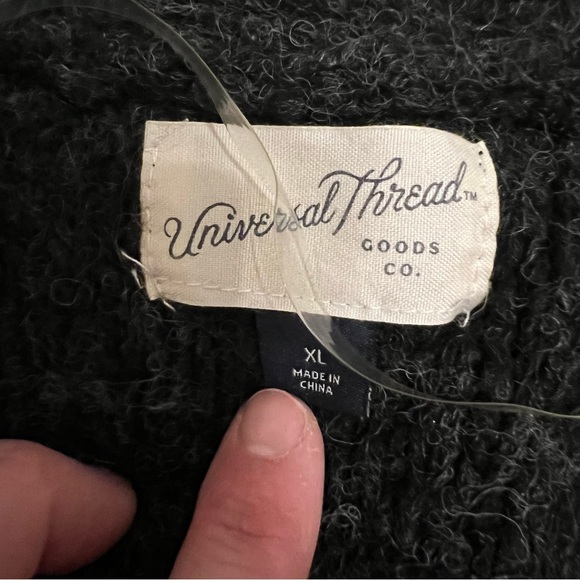 Universal Thread™
GOODS
CO.
XL
MADE IN
CHINA